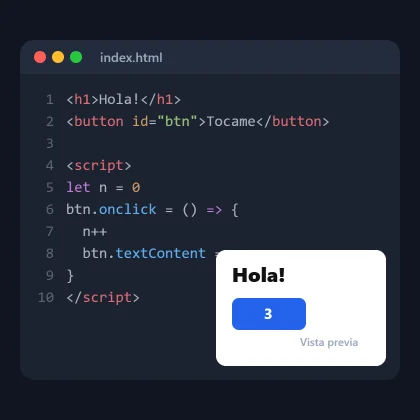 index.html
1 <h1>Hola!</h1>
2 <button id="btn">Tocame</button>
3
4 <script>
5 let n = 0
6 btn.onclick = () => {
7   n++
8   btn.textContent =
9 }
10 </script>
Hola!
3
Vista previa